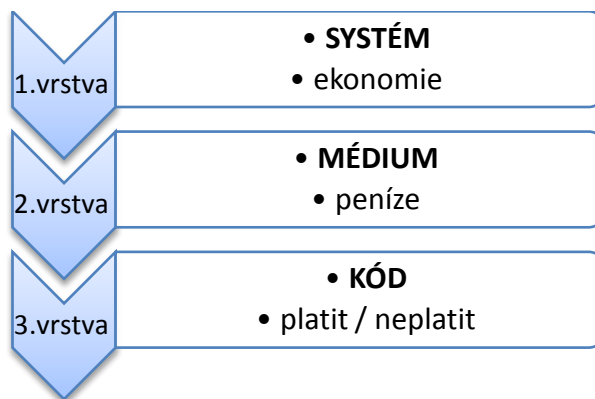 1.vrstva
• SYSTÉM
• ekonomie
2.vrstva
• MÉDIUM
• peníze
3.vrstva
• KÓD
• platit / neplatit